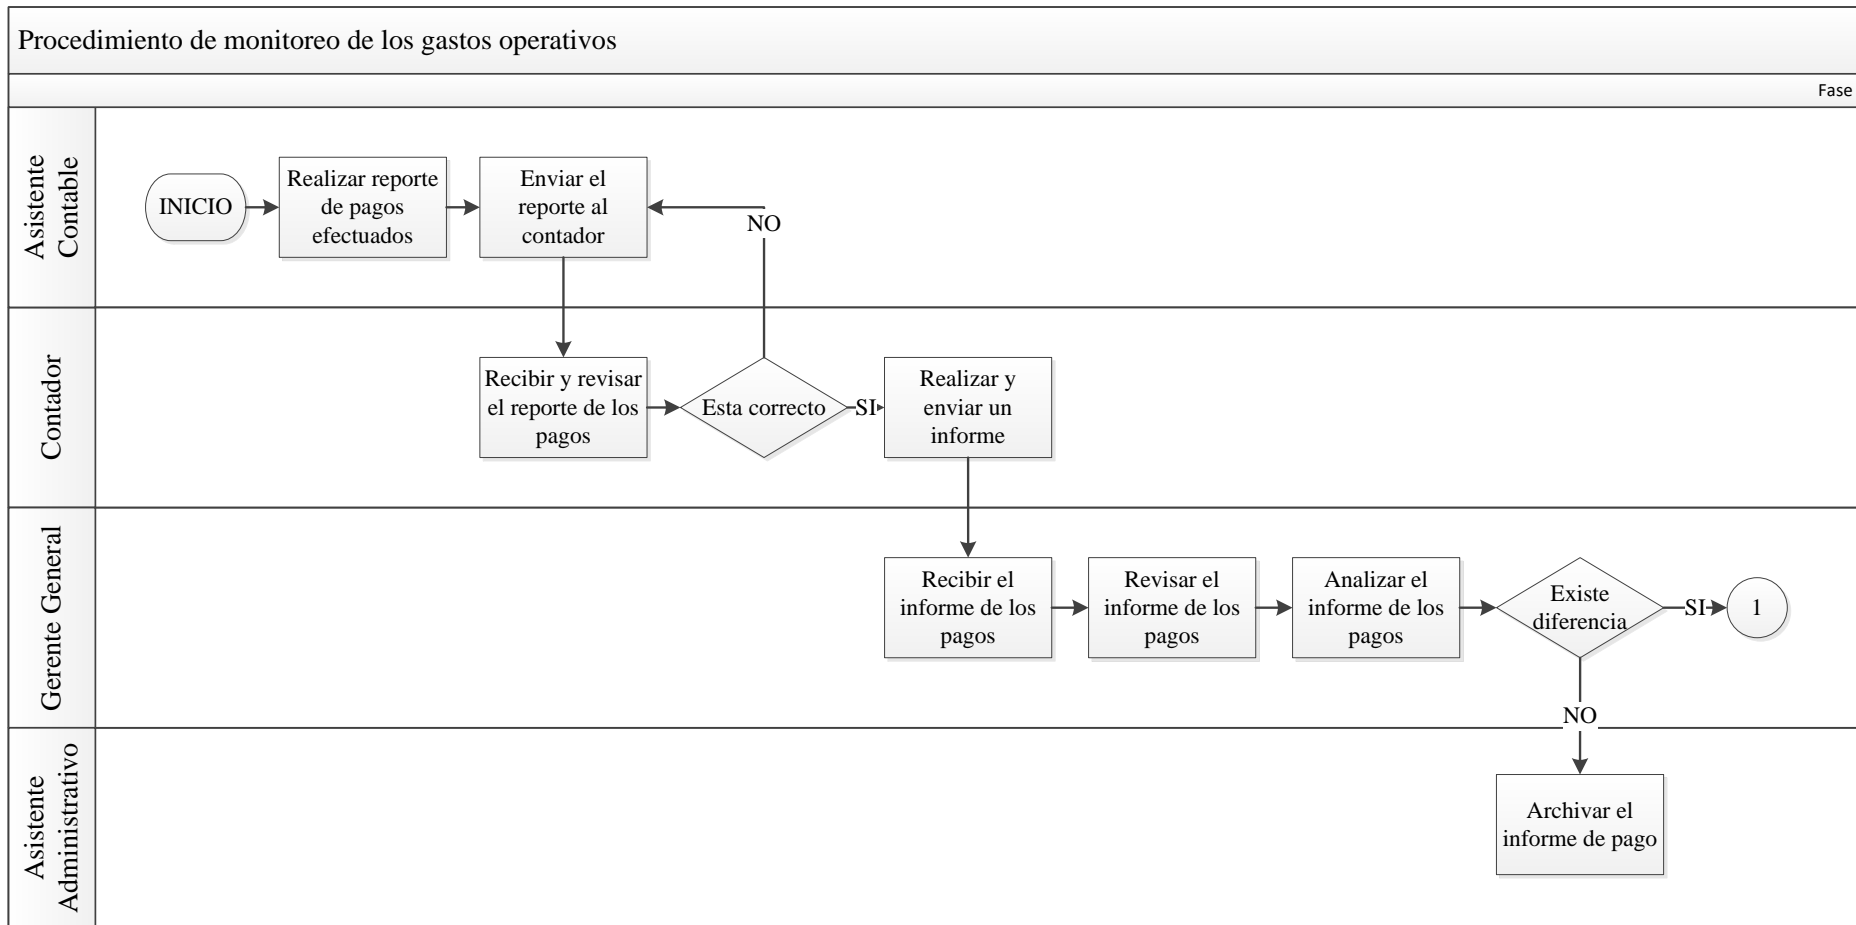 Procedimiento de monitoreo de los gastos operativos
Fase
Asistente
Contable
INICIO
Realizar reporte
de pagos
efectuados
Enviar el
reporte al
contador
NO
Contador
Recibir y revisar
el reporte de los
pagos
Esta correcto
SI
Realizar y
enviar un
informe
Gerente General
Recibir el
informe de los
pagos
Revisar el
informe de los
pagos
Analizar el
informe de los
pagos
Existe
diferencia
SI
1
NO
Asistente
Administrativo
Archivar el
informe de pago